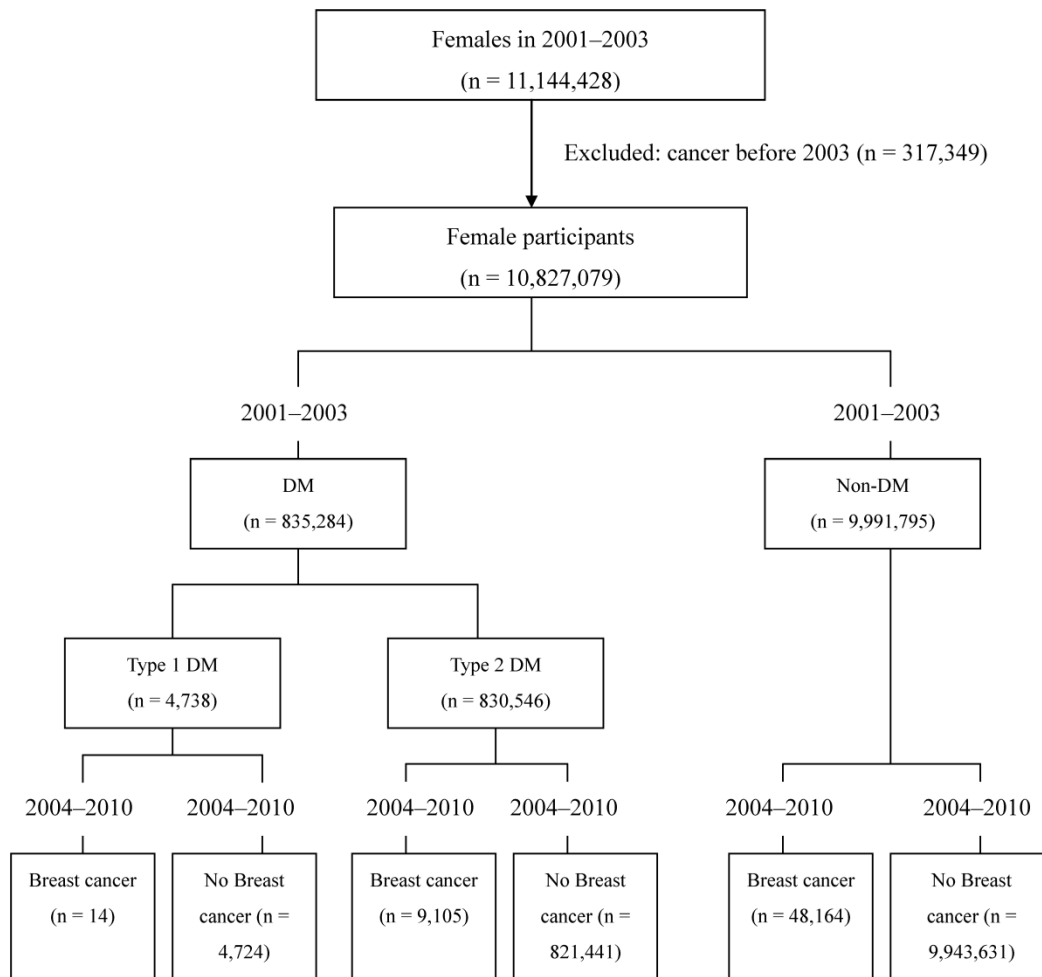 Females in 2001–2003
(n = 11,144,428)
Excluded: cancer before 2003 (n = 317,349)
Female participants
(n = 10,827,079)
2001–2003
2001–2003
DM
(n = 835,284)
Non-DM
(n = 9,991,795)
Type 1 DM
(n = 4,738)
Type 2 DM
(n = 830,546)
2004–2010
2004–2010
2004–2010
2004–2010
2004–2010
2004–2010
Breast cancer
(n = 14)
No Breast
cancer (n =
4,724)
Breast cancer
(n = 9,105)
No Breast
cancer (n =
821,441)
Breast cancer
(n = 48,164)
No Breast
cancer (n =
9,943,631)